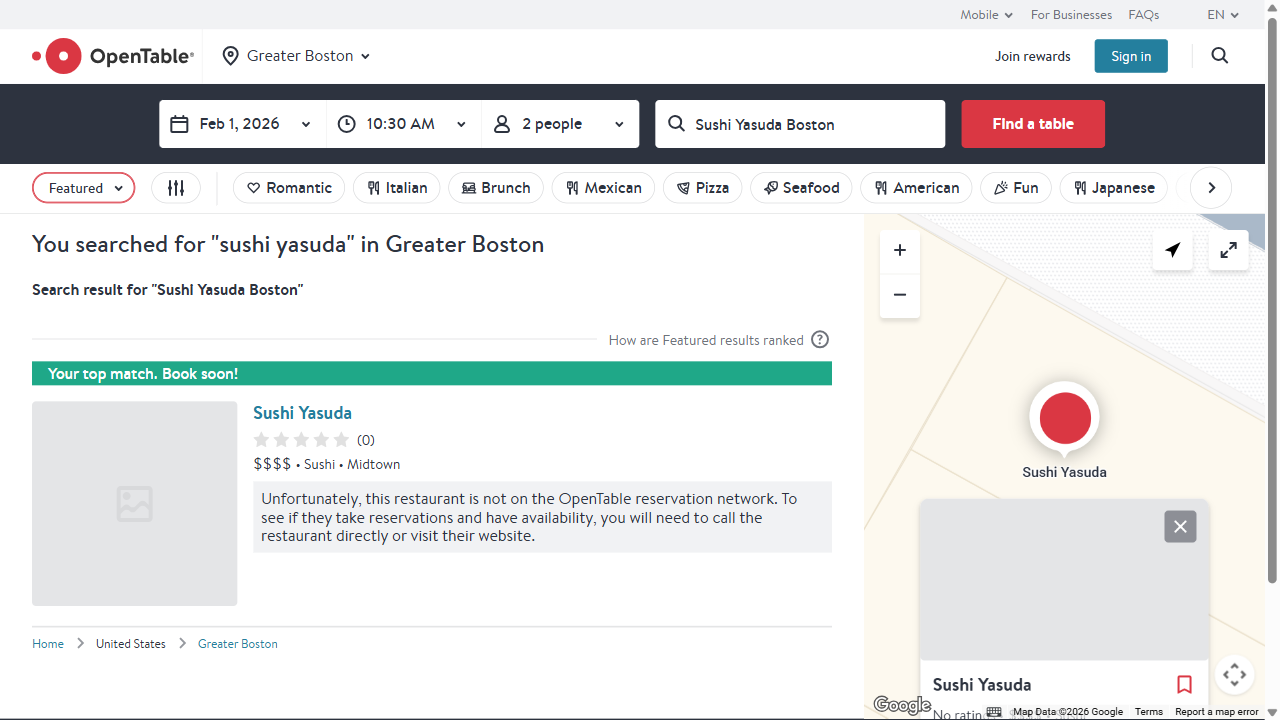 Mobile
For Businesses
FAQs
EN
OpenTable®
Greater Boston
Join rewards
Sign in
Feb 1, 2026
10:30 AM
2 people
Sushi Yasuda Boston
Find a table
Featured
Romantic
Italian
Brunch
Mexican
Pizza
Seafood
American
Fun
Japanese
You searched for "sushi yasuda" in Greater Boston
Search result for "Sushi Yasuda Boston"
How are Featured results ranked
?
Your top match. Book soon!
Sushi Yasuda
(0)
$$$$ • Sushi • Midtown
Unfortunately, this restaurant is not on the OpenTable reservation network. To
see if they take reservations and have availability, you will need to call the
restaurant directly or visit their website.
Home
United States
Greater Boston
+
−
Sushi Yasuda
Sushi Yasuda
Google
Map Data ©2026 Google
Terms
Report a map error